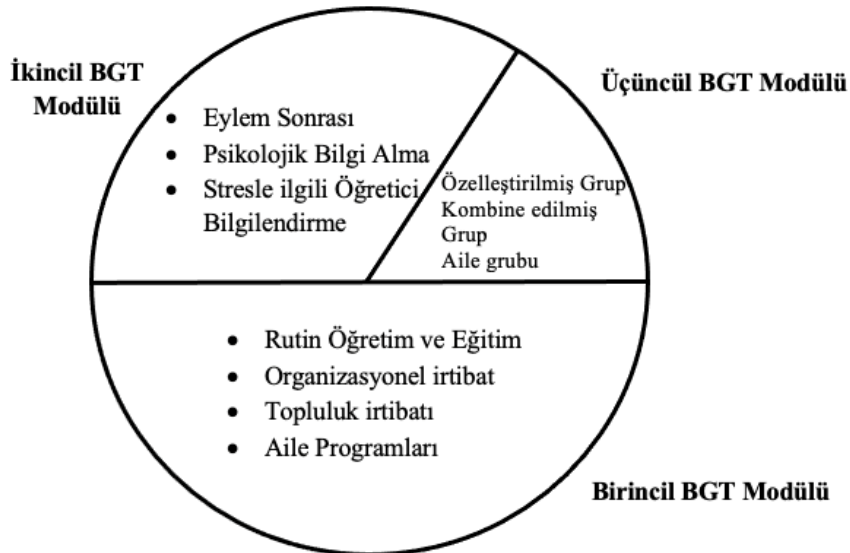 İkincil BGT
Modülü
Üçüncül BGT Modülü
• Eylem Sonrası
• Psikolojik Bilgi Alma
• Stresle ilgili Öğretici
Bilgilendirme
Özelleştirilmiş Grup
Kombine edilmiş
Grup
Aile grubu
• Rutin Öğretim ve Eğitim
• Organizasyonel irtibat
• Topluluk irtibatı
• Aile Programları
Birincil BGT Modülü